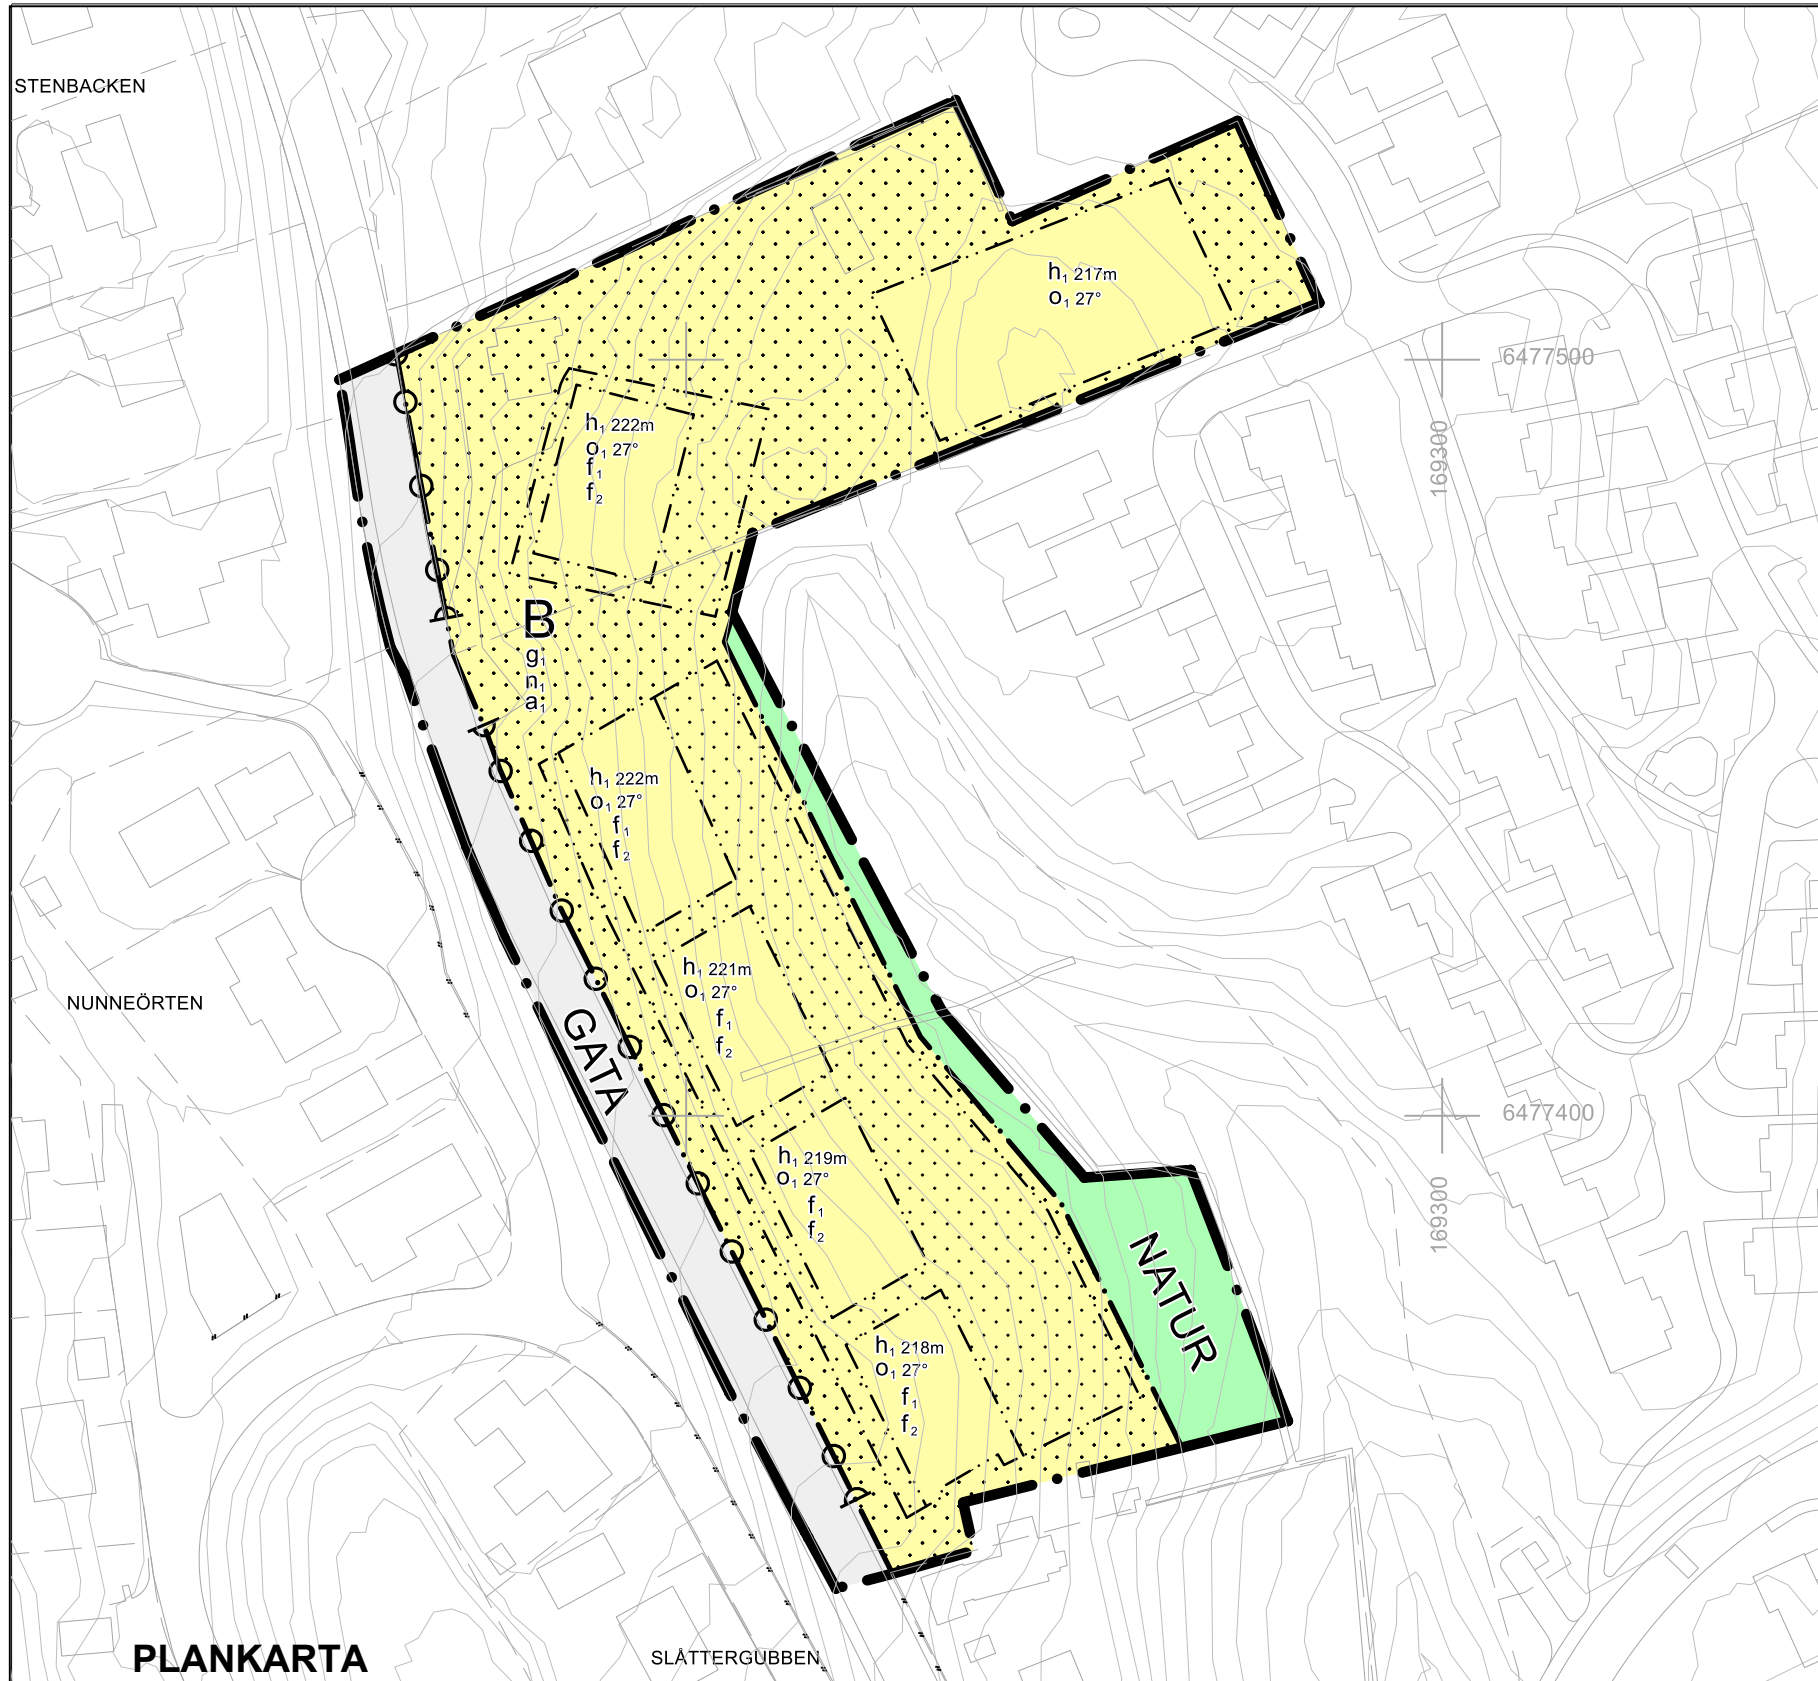 STENBACKEN
h₁ 217m
o₁ 27°
6477500
169300
h₁ 222m
o₁ 27°
f₁
f₂
B
g₁
n₁
a₁
h₁ 222m
o₁ 27°
f₁
f₂
h₁ 221m
o₁ 27°
f₁
f₂
NUNNEÖRTEN
GATA
6477400
169300
h₁ 219m
o₁ 27°
f₁
f₂
NATUR
h₁ 218m
o₁ 27°
f₁
f₂
PLANKARTA
SLÅTTERGUBBEN